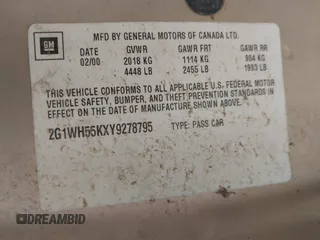 GM
MFD BY GENERAL MOTORS OF CANADA LTD.
DATE GVWR GAWR FRT GAWR RR
02/00 2018 KG 1114 KG 904 KG
4448 LB 2455 LB 1993 LB
THIS VEHICLE CONFORMS TO ALL APPLICABLE U.S. FEDERAL MOTOR
VEHICLE SAFETY, BUMPER, AND THEFT PREVENTION STANDARDS IN
EFFECT ON THE DATE OF MANUFACTURE SHOWN ABOVE.
2G1WH55KXY9278795 TYPE: PASS CAR
DREAMBID